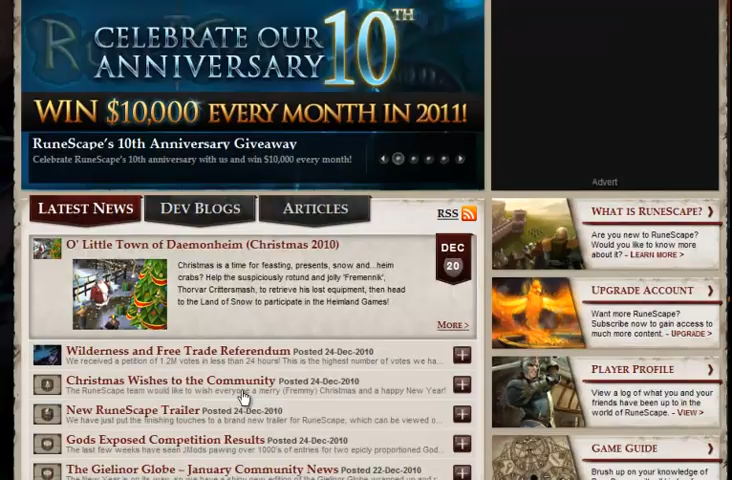 CELEBRATE OUR 10TH
ANNIVERSARY
WIN $10,000 EVERY MONTH IN 2011!
RuneScape's 10th Anniversary Giveaway
Celebrate RuneScape's 10th anniversary with us and win $10,000 every month!
Advert
LATEST NEWS
DEV BLOGS
ARTICLES
RSS
O' Little Town of Daemonheim (Christmas 2010)
DEC
20
Christmas is a time for feasting, presents, snow and...heim
crabs? Help the suspiciously rotund and jolly 'Fremennik',
Thorvar Crittersmash, to retrieve his lost equipment, then head
to the Land of Snow to participate in the Heimland Games!
MORE >
Wilderness and Free Trade Referendum Posted 24-Dec-2010
We received a petition of 1.2M votes in less than 24 hours! This is the highest number of votes we ha...
Christmas Wishes to the Community Posted 24-Dec-2010
The RuneScape team would like to wish everyone a merry (Fremmy) Christmas and a happy New Year!
New RuneScape Trailer Posted 24-Dec-2010
We have just put the finishing touches to a brand new trailer for RuneScape, which can be viewed o...
Gods Exposed Competition Results Posted 24-Dec-2010
The last few weeks have seen JMods pawing over 1000's of entries for two epicly proportioned God...
The Gielinor Globe – January Community News Posted 22-Dec-2010
WHAT IS RUNESCAPE?
Are you new to RuneScape?
Would you like to know more
about it? - LEARN MORE >
UPGRADE ACCOUNT
Want more RuneScape?
Subscribe now to gain access to
much more content. - UPGRADE >
PLAYER PROFILE
View a log of what you and your
friends have been up to in the
world of RuneScape. - VIEW >
GAME GUIDE
Brush up on your knowledge of